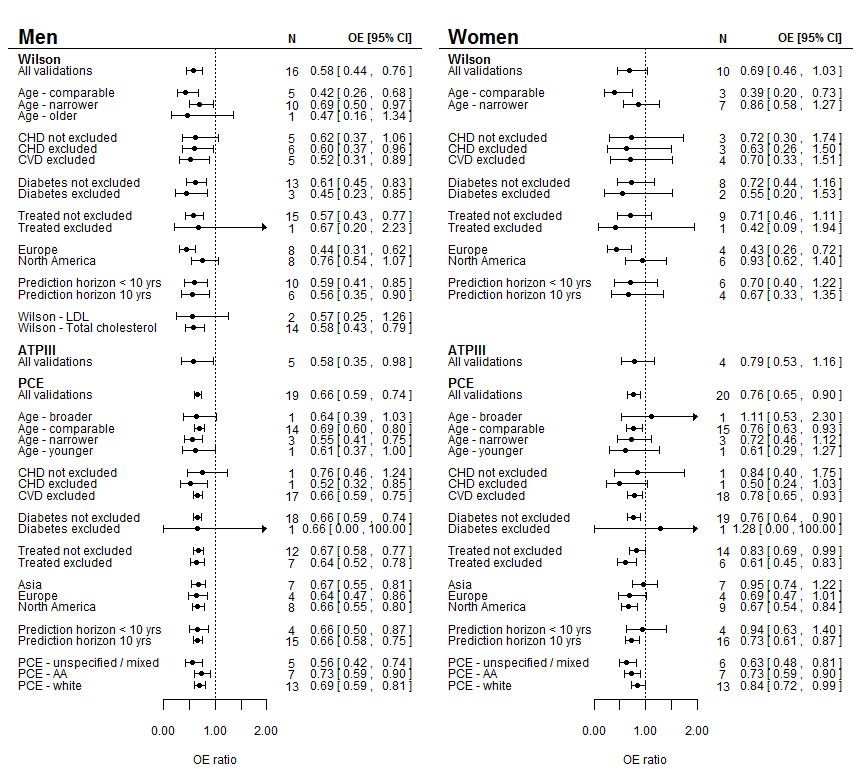 Men N OE [95% CI]
Wilson
All validations 16 0.58 [ 0.44 , 0.76 ]
Age - comparable 5 0.42 [ 0.26 , 0.68 ]
Age - narrower 10 0.69 [ 0.50 , 0.97 ]
Age - older 1 0.47 [ 0.16 , 1.34 ]
CHD not excluded 5 0.62 [ 0.37 , 1.06 ]
CHD excluded 6 0.60 [ 0.37 , 0.96 ]
CVD excluded 5 0.52 [ 0.31 , 0.89 ]
Diabetes not excluded 13 0.61 [ 0.45 , 0.83 ]
Diabetes excluded 3 0.45 [ 0.23 , 0.85 ]
Treated not excluded 15 0.57 [ 0.43 , 0.77 ]
Treated excluded 1 0.67 [ 0.20 , 2.23 ]
Europe 8 0.44 [ 0.31 , 0.62 ]
North America 8 0.76 [ 0.54 , 1.07 ]
Prediction horizon < 10 yrs 10 0.59 [ 0.41 , 0.85 ]
Prediction horizon 10 yrs 6 0.56 [ 0.35 , 0.90 ]
Wilson - LDL 2 0.57 [ 0.25 , 1.26 ]
Wilson - Total cholesterol 14 0.58 [ 0.43 , 0.79 ]
ATPIII
All validations 5 0.58 [ 0.35 , 0.98 ]
PCE
All validations 19 0.66 [ 0.59 , 0.74 ]
Age - broader 1 0.64 [ 0.39 , 1.03 ]
Age - comparable 14 0.69 [ 0.60 , 0.80 ]
Age - narrower 3 0.55 [ 0.41 , 0.75 ]
Age - younger 1 0.61 [ 0.37 , 1.00 ]
CHD not excluded 1 0.76 [ 0.46 , 1.24 ]
CHD excluded 1 0.52 [ 0.32 , 0.85 ]
CVD excluded 17 0.66 [ 0.59 , 0.75 ]
Diabetes not excluded 18 0.66 [ 0.59 , 0.74 ]
Diabetes excluded 1 0.66 [ 0.00 , 100.00 ]
Treated not excluded 12 0.67 [ 0.58 , 0.77 ]
Treated excluded 7 0.64 [ 0.52 , 0.78 ]
Asia 7 0.67 [ 0.55 , 0.81 ]
Europe 4 0.64 [ 0.47 , 0.86 ]
North America 8 0.66 [ 0.55 , 0.80 ]
Prediction horizon < 10 yrs 4 0.66 [ 0.50 , 0.87 ]
Prediction horizon 10 yrs 15 0.66 [ 0.58 , 0.75 ]
PCE - unspecified / mixed 5 0.56 [ 0.42 , 0.74 ]
PCE - AA 7 0.73 [ 0.59 , 0.90 ]
PCE - white 13 0.69 [ 0.59 , 0.81 ]
0.00 1.00 2.00
OE ratio
Women N OE [95% CI]
Wilson
All validations 10 0.69 [ 0.46 , 1.03 ]
Age - comparable 3 0.39 [ 0.20 , 0.73 ]
Age - narrower 7 0.86 [ 0.58 , 1.27 ]
CHD not excluded 3 0.72 [ 0.30 , 1.74 ]
CHD excluded 3 0.63 [ 0.26 , 1.50 ]
CVD excluded 4 0.70 [ 0.33 , 1.51 ]
Diabetes not excluded 8 0.72 [ 0.44 , 1.16 ]
Diabetes excluded 2 0.55 [ 0.20 , 1.53 ]
Treated not excluded 9 0.71 [ 0.46 , 1.11 ]
Treated excluded 1 0.42 [ 0.09 , 1.94 ]
Europe 4 0.43 [ 0.26 , 0.72 ]
North America 6 0.93 [ 0.62 , 1.40 ]
Prediction horizon < 10 yrs 6 0.70 [ 0.40 , 1.22 ]
Prediction horizon 10 yrs 4 0.67 [ 0.33 , 1.35 ]
ATPIII
All validations 4 0.79 [ 0.53 , 1.16 ]
PCE
All validations 20 0.76 [ 0.65 , 0.90 ]
Age - broader 1 1.11 [ 0.53 , 2.30 ]
Age - comparable 15 0.76 [ 0.63 , 0.93 ]
Age - narrower 3 0.72 [ 0.46 , 1.12 ]
Age - younger 1 0.61 [ 0.29 , 1.27 ]
CHD not excluded 1 0.84 [ 0.40 , 1.75 ]
CHD excluded 1 0.50 [ 0.24 , 1.03 ]
CVD excluded 18 0.78 [ 0.65 , 0.93 ]
Diabetes not excluded 19 0.76 [ 0.64 , 0.90 ]
Diabetes excluded 1 1.28 [ 0.00 , 100.00 ]
Treated not excluded 14 0.83 [ 0.69 , 0.99 ]
Treated excluded 6 0.61 [ 0.45 , 0.83 ]
Asia 7 0.95 [ 0.74 , 1.22 ]
Europe 4 0.69 [ 0.47 , 1.01 ]
North America 9 0.67 [ 0.54 , 0.84 ]
Prediction horizon < 10 yrs 4 0.94 [ 0.63 , 1.40 ]
Prediction horizon 10 yrs 16 0.73 [ 0.61 , 0.87 ]
PCE - unspecified / mixed 6 0.63 [ 0.48 , 0.81 ]
PCE - AA 7 0.73 [ 0.59 , 0.90 ]
PCE - white 13 0.84 [ 0.72 , 0.99 ]
0.00 1.00 2.00
OE ratio